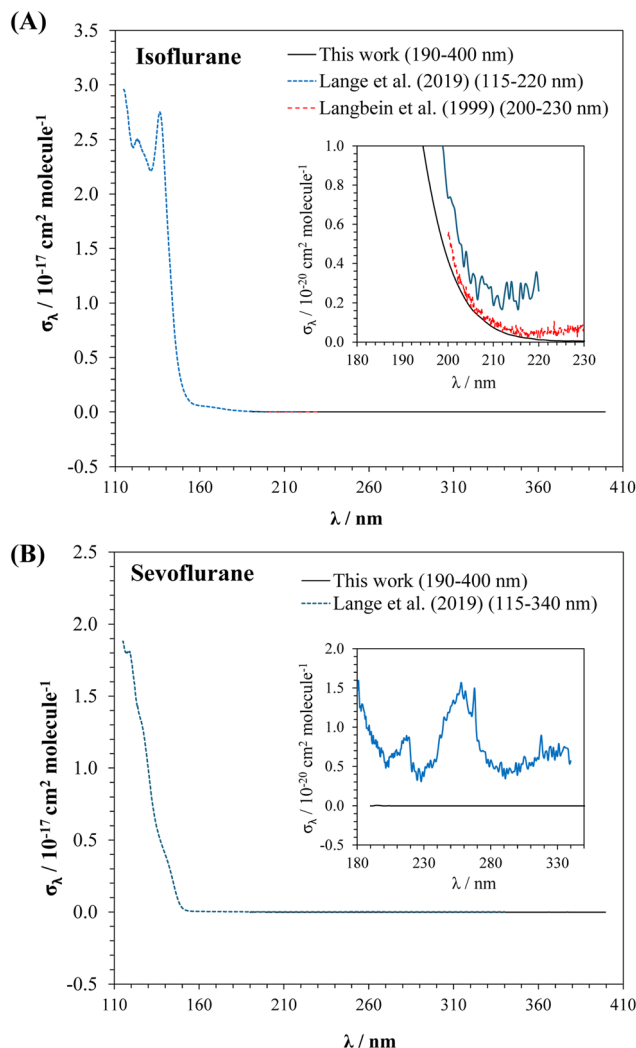 (A)
Isoflurane
This work (190-400 nm)
Lange et al. (2019) (115-220 nm)
Langbein et al. (1999) (200-230 nm)
σλ / 10⁻¹⁷ cm² molecule⁻¹
3.5
3.0
2.5
2.0
1.5
1.0
0.5
0.0
-0.5
110 160 210 260 310 360 410
λ / nm
σλ / 10⁻²⁰ cm² molecule⁻¹
1.0
0.8
0.6
0.4
0.2
0.0
180 190 200 210 220 230
λ / nm
(B)
Sevoflurane
This work (190-400 nm)
Lange et al. (2019) (115-340 nm)
σλ / 10⁻¹⁷ cm² molecule⁻¹
2.5
2.0
1.5
1.0
0.5
0.0
-0.5
110 160 210 260 310 360 410
λ / nm
σλ / 10⁻²⁰ cm² molecule⁻¹
2.0
1.5
1.0
0.5
0.0
-0.5
180 230 280 330
λ / nm